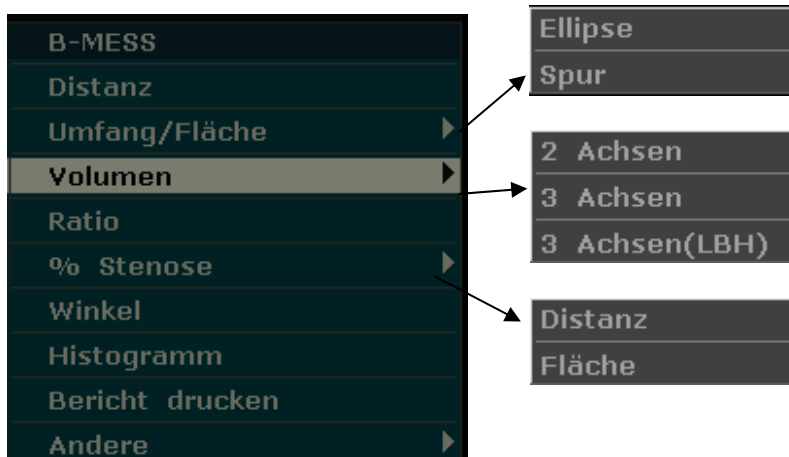 B-MESS
Distanz
Umfang/Fläche
Volumen
Ratio
% Stenose
Winkel
Histogramm
Bericht drucken
Andere
Ellipse
Spur
2 Achsen
3 Achsen
3 Achsen(LBH)
Distanz
Fläche